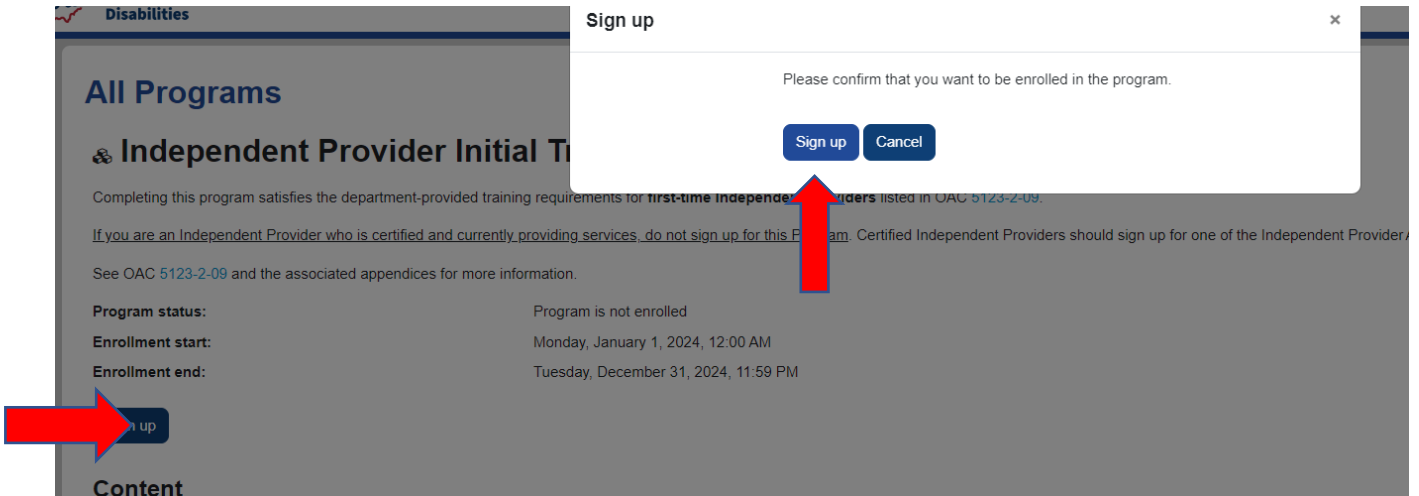 Disabilities
Sign up
×
Please confirm that you want to be enrolled in the program.
Sign up Cancel
All Programs
Independent Provider Initial
Completing this program satisfies the department-provided training requirements for first-time Independent listed in OAC 5123-2-09.
If you are an Independent Provider who is certified and currently providing services, do not sign up for this. Certified Independent Providers should sign up for one of the Independent Provider
See OAC 5123-2-09 and the associated appendices for more information.
Program status: Program is not enrolled
Enrollment start: Monday, January 1, 2024, 12:00 AM
Enrollment end: Tuesday, December 31, 2024, 11:59 PM
up
Content